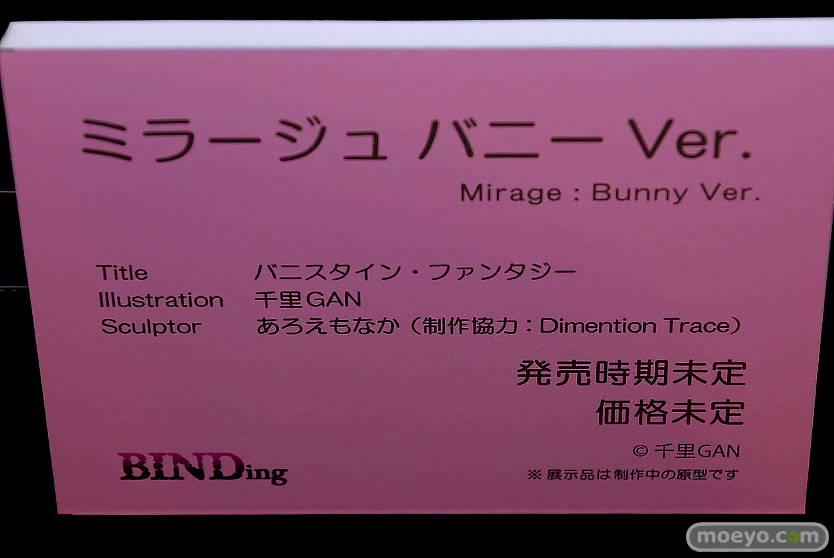 ミラージュ バニー Ver.
Mirage : Bunny Ver.
Title バニスタイン・ファンタジー
Illustration 千里GAN
Sculptor あろえもなか（制作協力：Dimention Trace）
発売時期未定
価格未定
© 千里GAN
※ 展示品は制作中の原型です
BINDing
moeyo.com